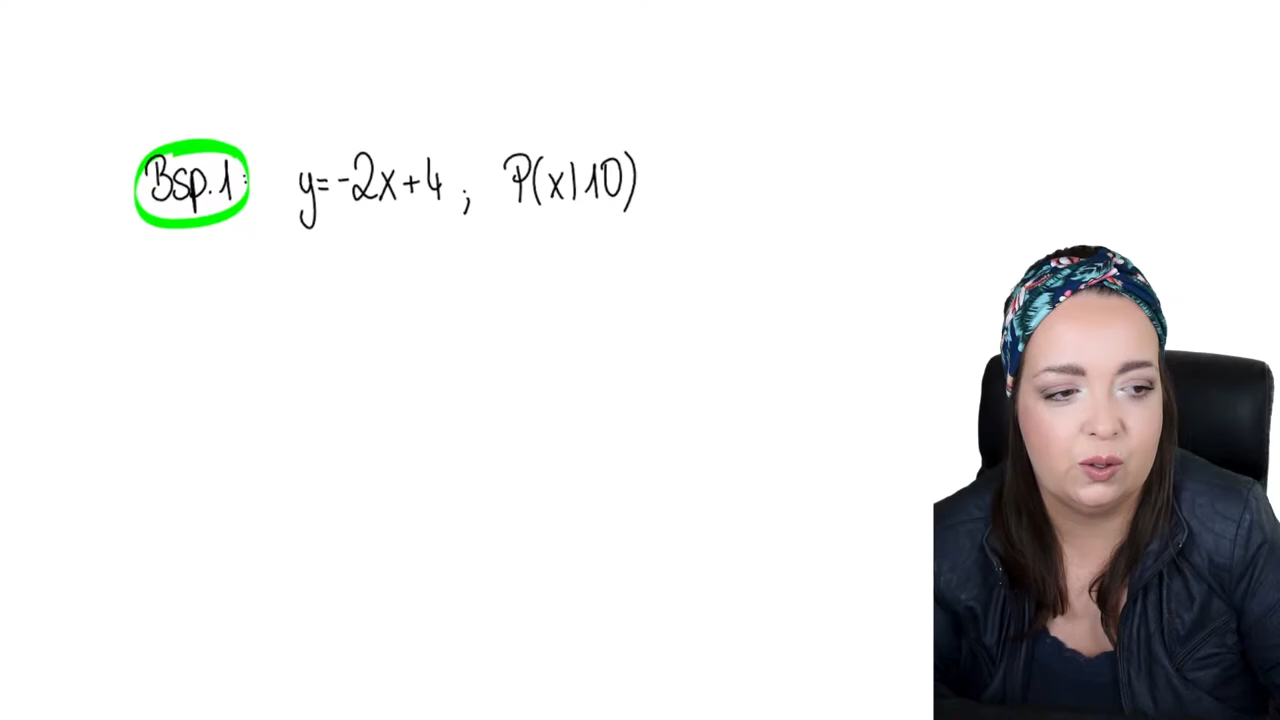 Bsp. 1: y=-2x+4 ; P(x|10)